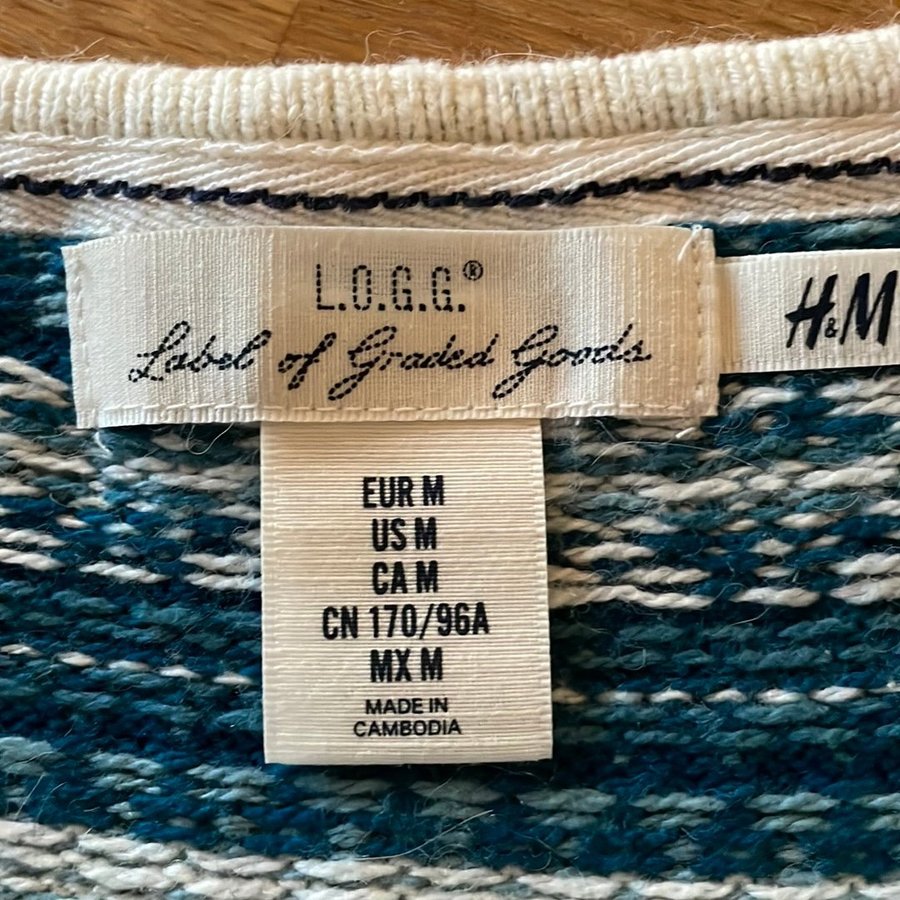 L.O.G.G.®
Label of Graded Goods
H&M
EUR M
US M
CA M
CN 170/96A
MX M
MADE IN
CAMBODIA